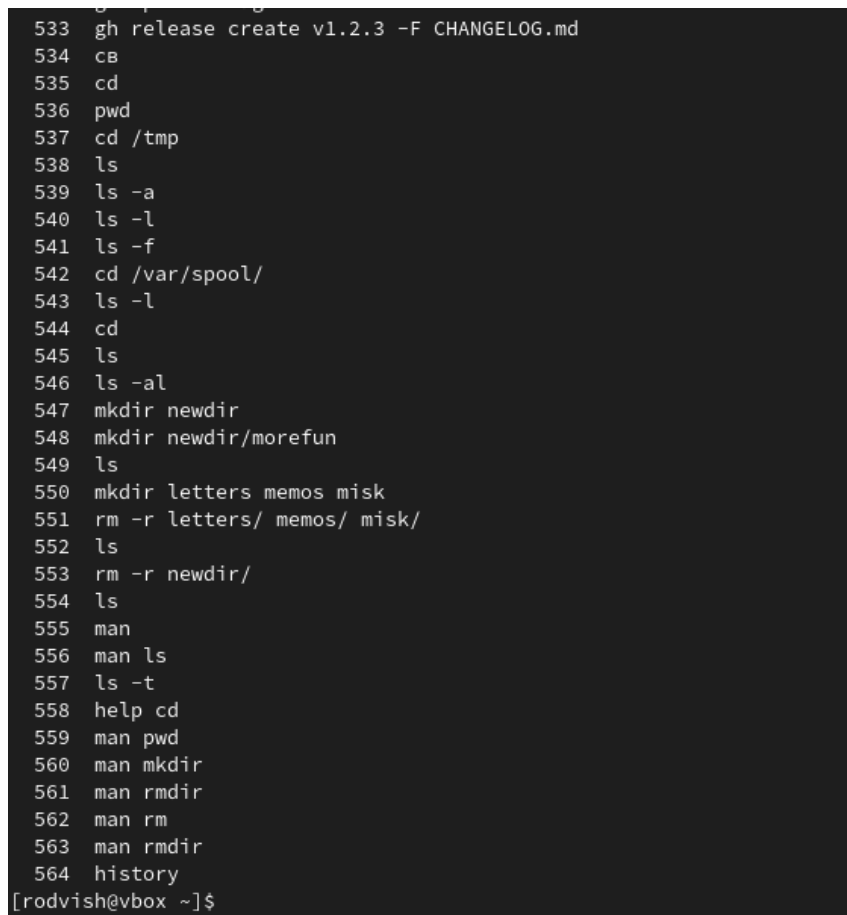 533 gh release create v1.2.3 -F CHANGELOG.md
534 св
535 cd
536 pwd
537 cd /tmp
538 ls
539 ls -a
540 ls -l
541 ls -f
542 cd /var/spool/
543 ls -l
544 cd
545 ls
546 ls -al
547 mkdir newdir
548 mkdir newdir/morefun
549 ls
550 mkdir letters memos misk
551 rm -r letters/ memos/ misk/
552 ls
553 rm -r newdir/
554 ls
555 man
556 man ls
557 ls -t
558 help cd
559 man pwd
560 man mkdir
561 man rmdir
562 man rm
563 man rmdir
564 history
[rodvish@vbox ~]$